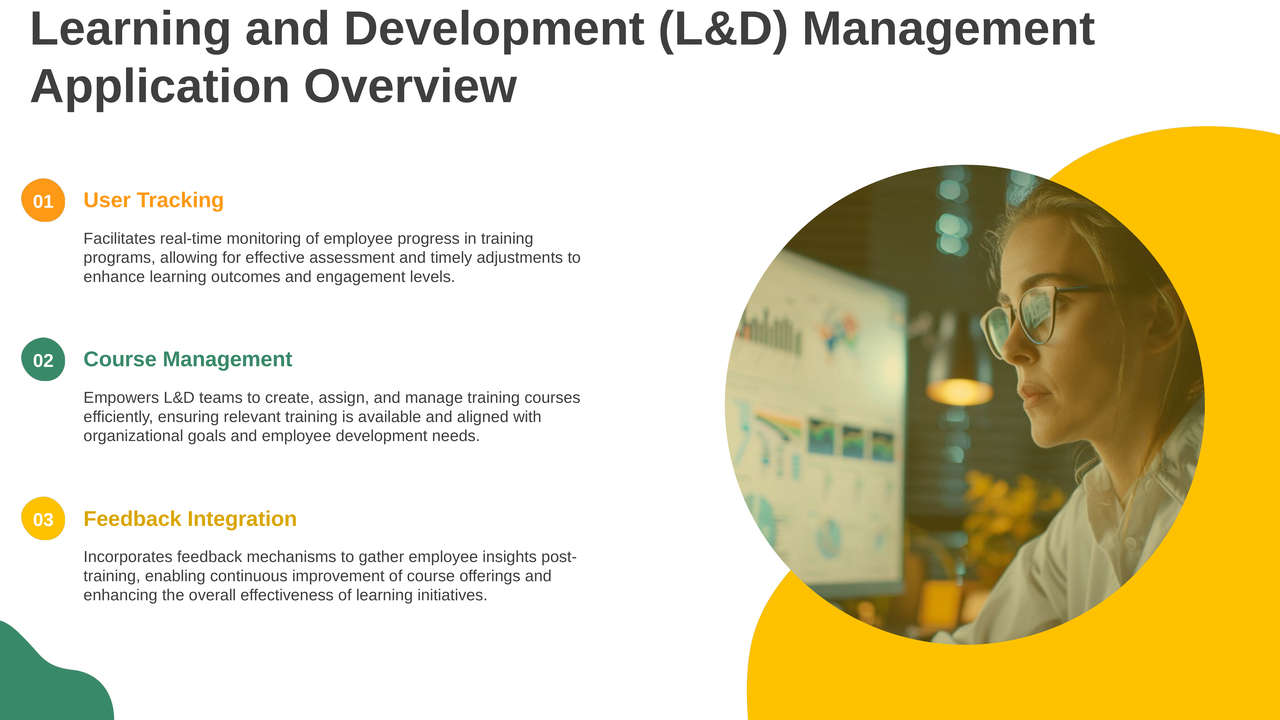 Learning and Development (L&D) Management
Application Overview
01
User Tracking
Facilitates real-time monitoring of employee progress in training
programs, allowing for effective assessment and timely adjustments to
enhance learning outcomes and engagement levels.
02
Course Management
Empowers L&D teams to create, assign, and manage training courses
efficiently, ensuring relevant training is available and aligned with
organizational goals and employee development needs.
03
Feedback Integration
Incorporates feedback mechanisms to gather employee insights post-
training, enabling continuous improvement of course offerings and
enhancing the overall effectiveness of learning initiatives.